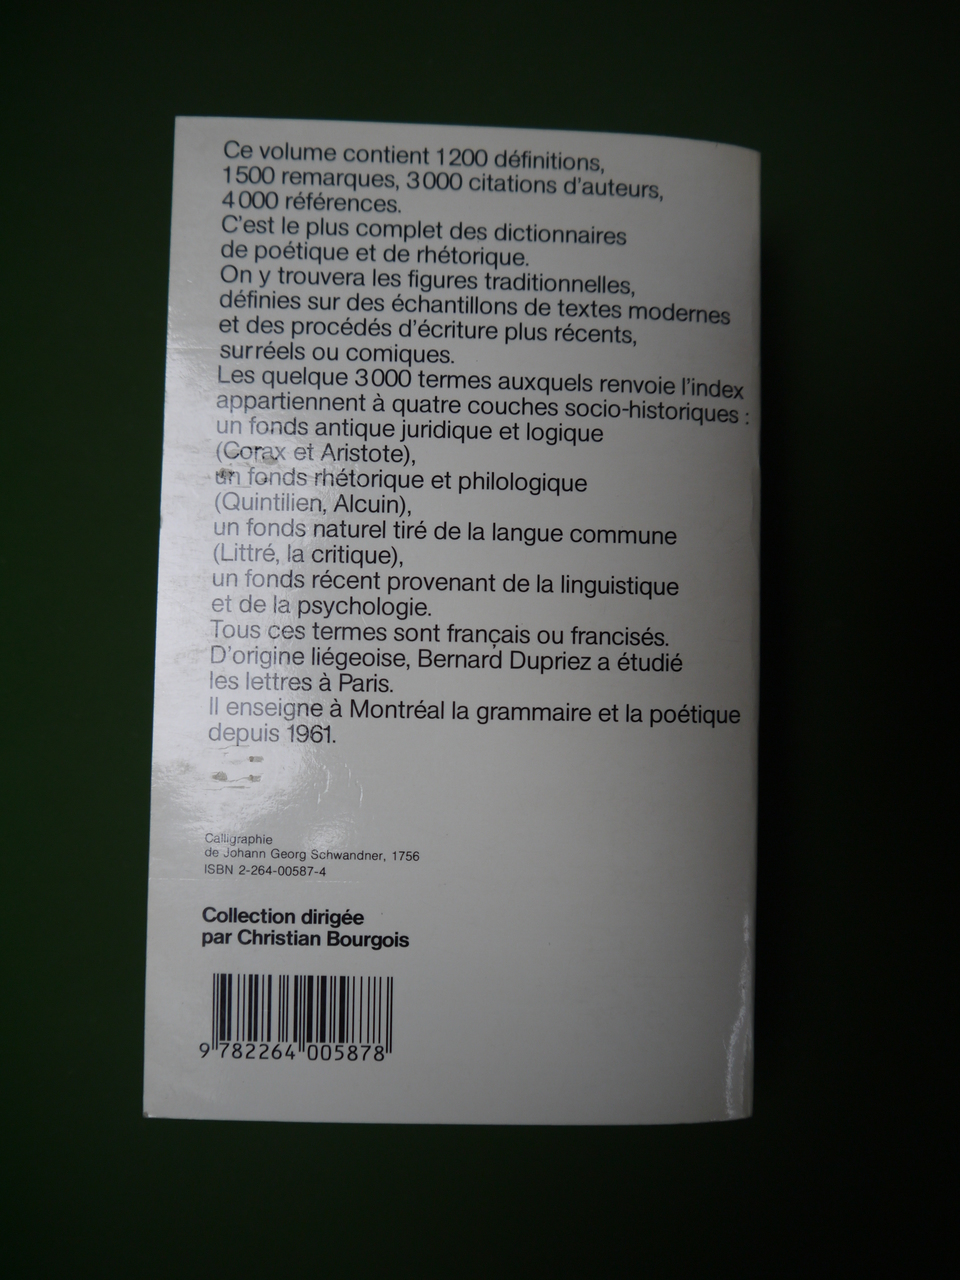 Ce volume contient 1200 définitions,
1500 remarques, 3000 citations d'auteurs,
4000 références.
C'est le plus complet des dictionnaires
de poétique et de rhétorique.
On y trouvera les figures traditionnelles,
définies sur des échantillons de textes modernes
et des procédés d'écriture plus récents,
surréels ou comiques.
Les quelque 3000 termes auxquels renvoie l'index
appartiennent à quatre couches socio-historiques :
un fonds antique juridique et logique
(Corax et Aristote),
un fonds rhétorique et philologique
(Quintilien, Alcuin),
un fonds naturel tiré de la langue commune
(Littré, la critique),
un fonds récent provenant de la linguistique
et de la psychologie.
Tous ces termes sont français ou francisés.
D'origine liégeoise, Bernard Dupriez a étudié
les lettres à Paris.
Il enseigne à Montréal la grammaire et la poétique
depuis 1961.
Calligraphie
de Johann Georg Schwandner, 1756
ISBN 2-264-00587-4
Collection dirigée
par Christian Bourgois
9 782264 005878